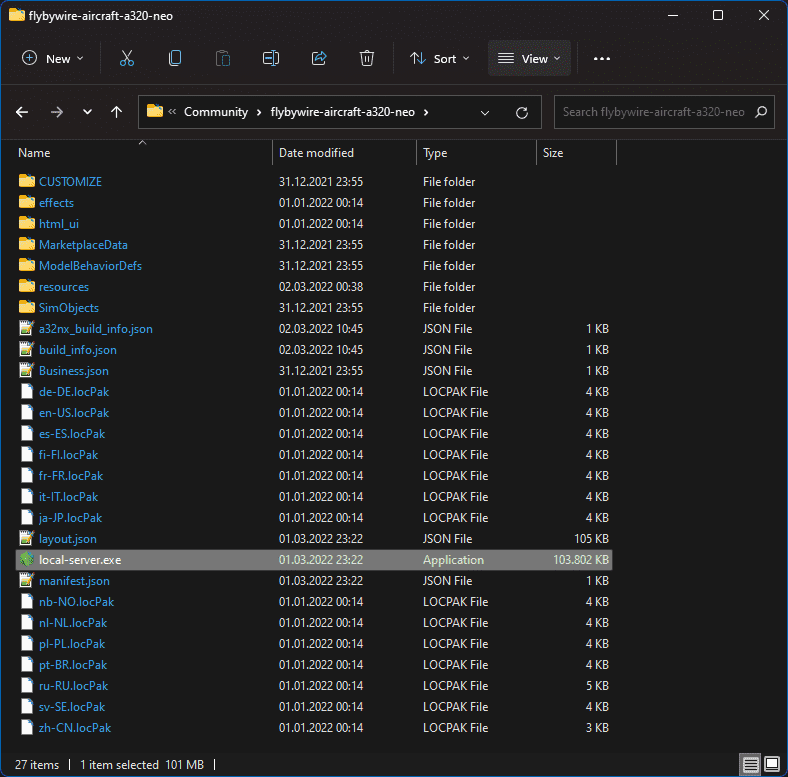 flybywire-aircraft-a320-neo
New Sort View
« Community > flybywire-aircraft-a320-neo > Search flybywire-aircraft-a320-neo
Name Date modified Type Size
CUSTOMIZE 31.12.2021 23:55 File folder
effects 01.01.2022 00:14 File folder
html_ui 01.01.2022 00:14 File folder
MarketplaceData 31.12.2021 23:55 File folder
ModelBehaviorDefs 31.12.2021 23:55 File folder
resources 02.03.2022 00:38 File folder
SimObjects 31.12.2021 23:55 File folder
a32nx_build_info.json 02.03.2022 10:45 JSON File 1 KB
build_info.json 02.03.2022 10:45 JSON File 1 KB
Business.json 31.12.2021 23:55 JSON File 1 KB
de-DE.locPak 01.01.2022 00:14 LOCPAK File 4 KB
en-US.locPak 01.01.2022 00:14 LOCPAK File 4 KB
es-ES.locPak 01.01.2022 00:14 LOCPAK File 4 KB
fi-FI.locPak 01.01.2022 00:14 LOCPAK File 4 KB
fr-FR.locPak 01.01.2022 00:14 LOCPAK File 4 KB
it-IT.locPak 01.01.2022 00:14 LOCPAK File 4 KB
ja-JP.locPak 01.01.2022 00:14 LOCPAK File 4 KB
layout.json 01.03.2022 23:22 JSON File 105 KB
local-server.exe 01.03.2022 23:22 Application 103.802 KB
manifest.json 01.03.2022 23:22 JSON File 1 KB
nb-NO.locPak 01.01.2022 00:14 LOCPAK File 4 KB
nl-NL.locPak 01.01.2022 00:14 LOCPAK File 4 KB
pl-PL.locPak 01.01.2022 00:14 LOCPAK File 4 KB
pt-BR.locPak 01.01.2022 00:14 LOCPAK File 4 KB
ru-RU.locPak 01.01.2022 00:14 LOCPAK File 5 KB
sv-SE.locPak 01.01.2022 00:14 LOCPAK File 4 KB
zh-CN.locPak 01.01.2022 00:14 LOCPAK File 3 KB
27 items | 1 item selected 101 MB |